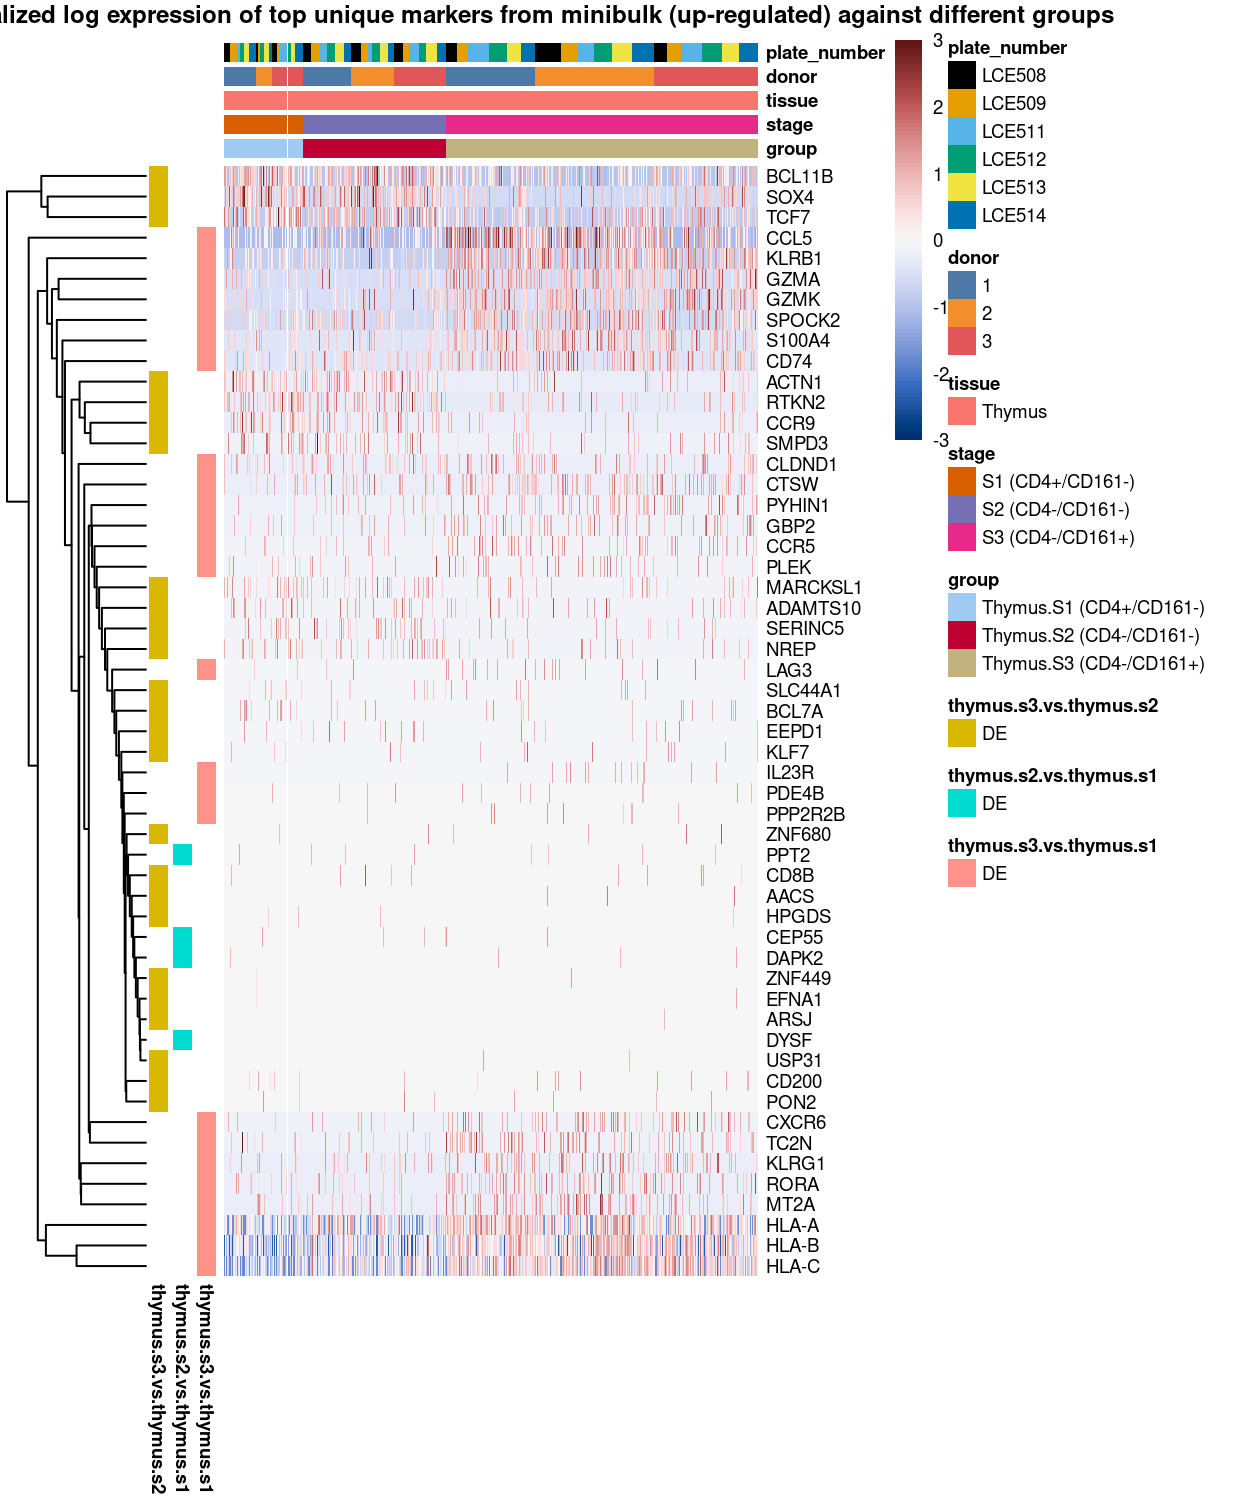 alized log expression of top unique markers from minibulk (up-regulated) against different groups
plate_number
donor
tissue
stage
group
BCL11B
SOX4
TCF7
CCL5
KLRB1
GZMA
GZMK
SPOCK2
S100A4
CD74
ACTN1
RTKN2
CCR9
SMPD3
CLDND1
CTSW
PYHIN1
GBP2
CCR5
PLEK
MARCKSL1
ADAMTS10
SERINC5
NREP
LAG3
SLC44A1
BCL7A
EEPD1
KLF7
IL23R
PDE4B
PPP2R2B
ZNF680
PPT2
CD8B
AACS
HPGDS
CEP55
DAPK2
ZNF449
EFNA1
ARSJ
DYSF
USP31
CD200
PON2
CXCR6
TC2N
KLRG1
RORA
MT2A
HLA-A
HLA-B
HLA-C
thymus.s3.vs.thymus.s2
thymus.s2.vs.thymus.s1
thymus.s3.vs.thymus.s1
3
2
1
0
-1
-2
-3
plate_number
LCE508
LCE509
LCE511
LCE512
LCE513
LCE514
donor
1
2
3
tissue
Thymus
stage
S1 (CD4+/CD161-)
S2 (CD4-/CD161-)
S3 (CD4-/CD161+)
group
Thymus.S1 (CD4+/CD161-)
Thymus.S2 (CD4-/CD161-)
Thymus.S3 (CD4-/CD161+)
thymus.s3.vs.thymus.s2
DE
thymus.s2.vs.thymus.s1
DE
thymus.s3.vs.thymus.s1
DE